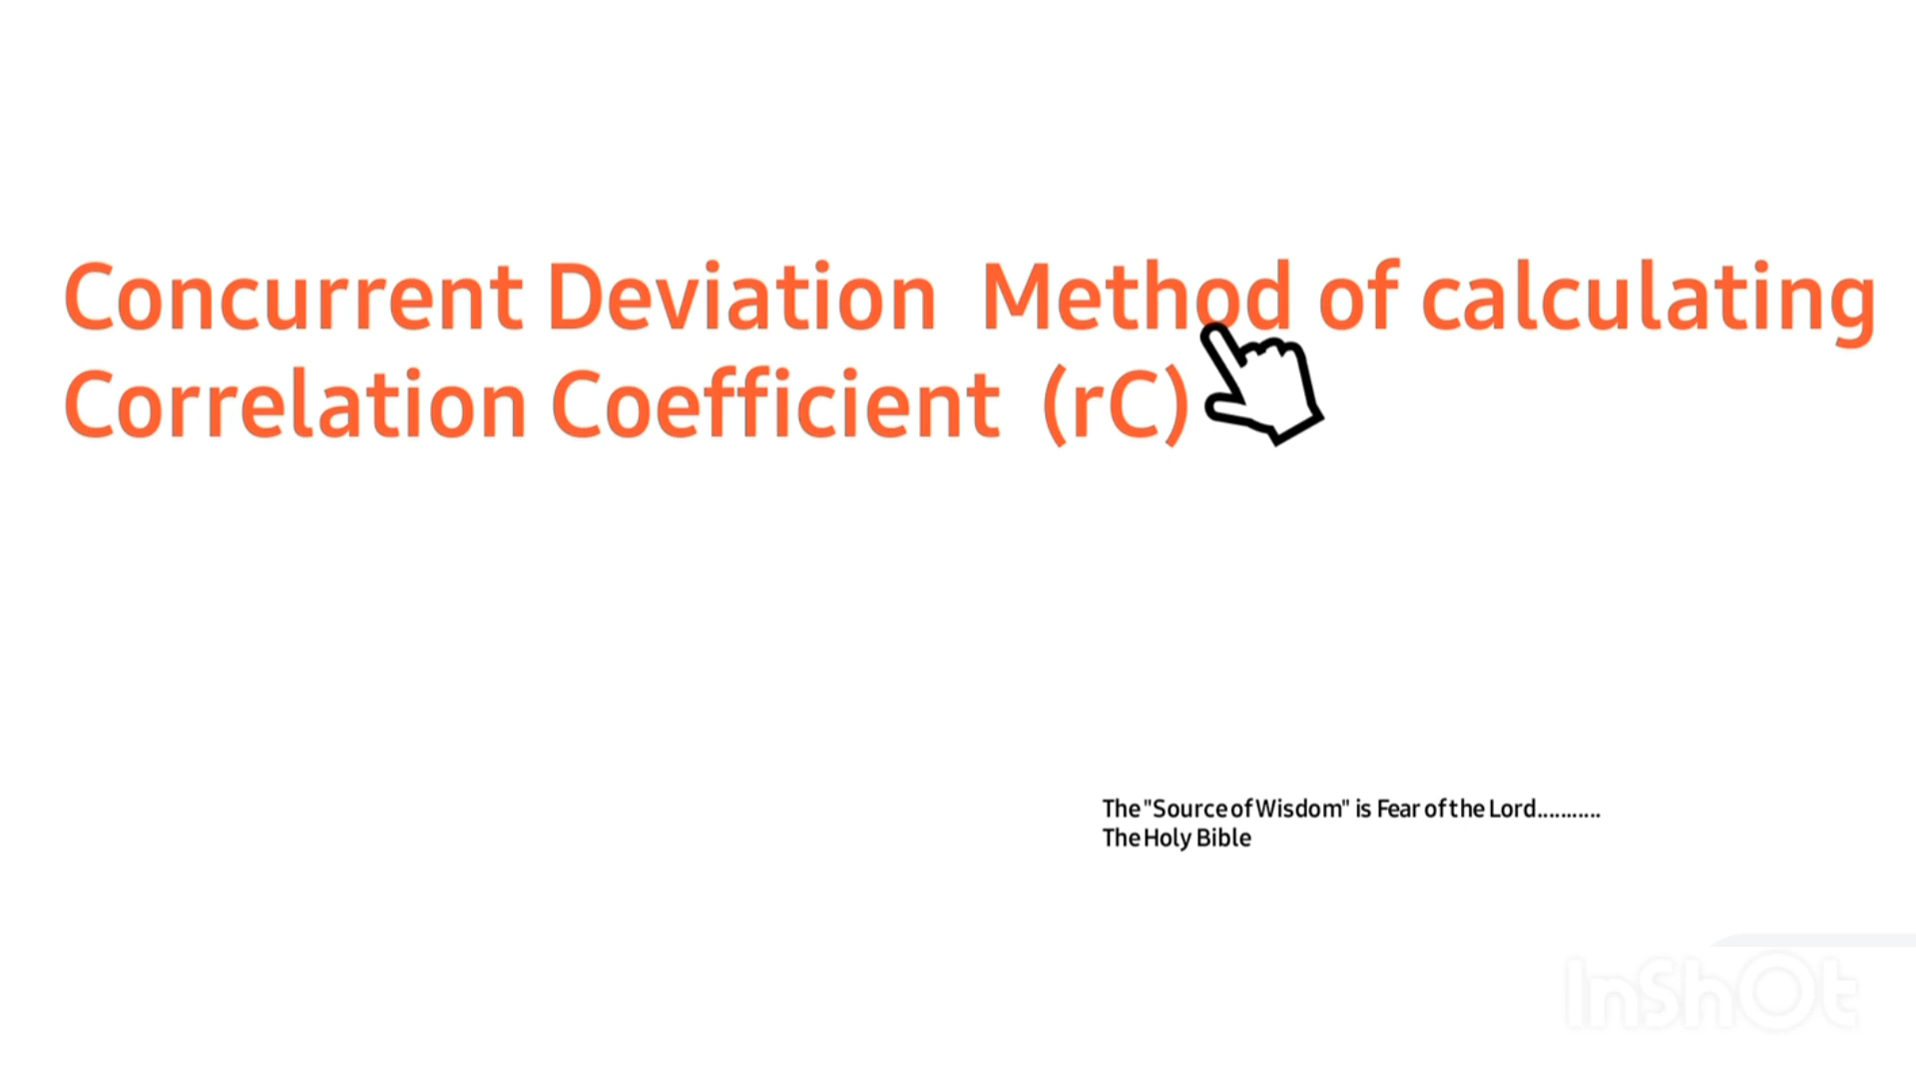 Concurrent Deviation Method of calculating
Correlation Coefficient (rC)
The "Source of Wisdom" is Fear of the Lord...........
The Holy Bible
InShOt